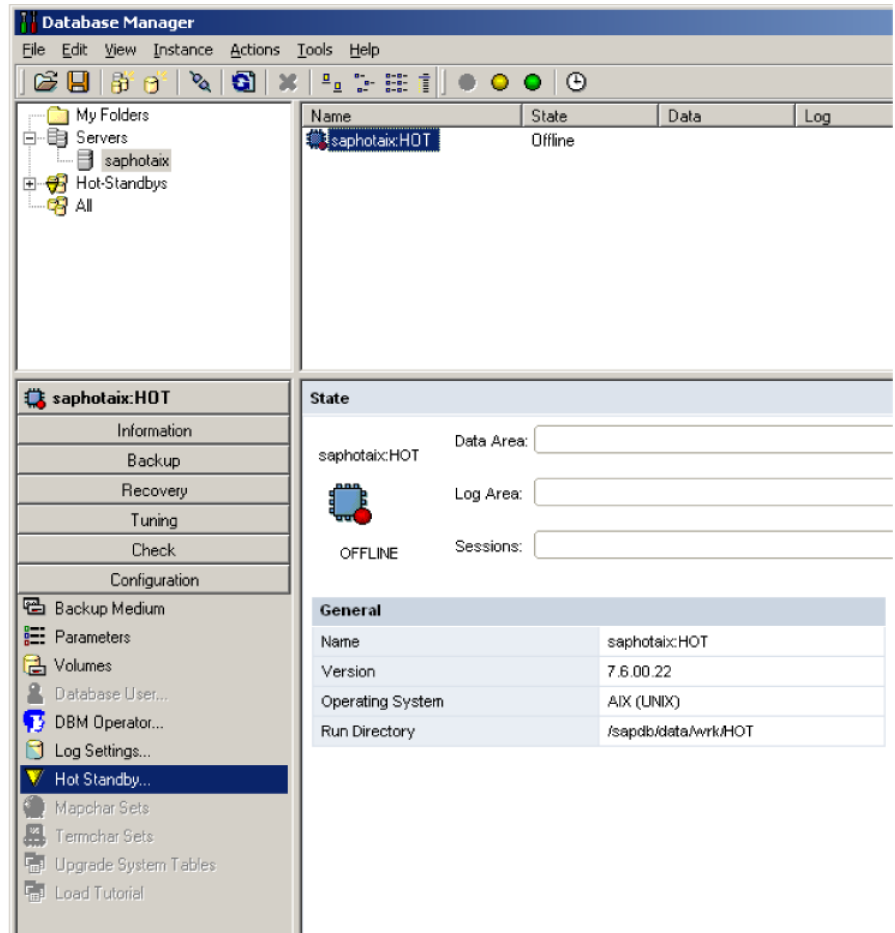 Database Manager
File Edit View Instance Actions Tools Help
My Folders
Servers
saphotaix
Hot-Standbys
All
Name State Data Log
saphotaix:HOT Offline
saphotaix:HOT
Information
Backup
Recovery
Tuning
Check
Configuration
Backup Medium
Parameters
Volumes
Database User...
DBM Operator...
Log Settings...
Hot Standby...
Mapchar Sets
Termchar Sets
Upgrade System Tables
Load Tutorial
State
saphotaix:HOT
OFFLINE
Data Area:
Log Area:
Sessions:
General
Name saphotaix:HOT
Version 7.6.00.22
Operating System AIX (UNIX)
Run Directory /sapdb/data/wrk/HOT